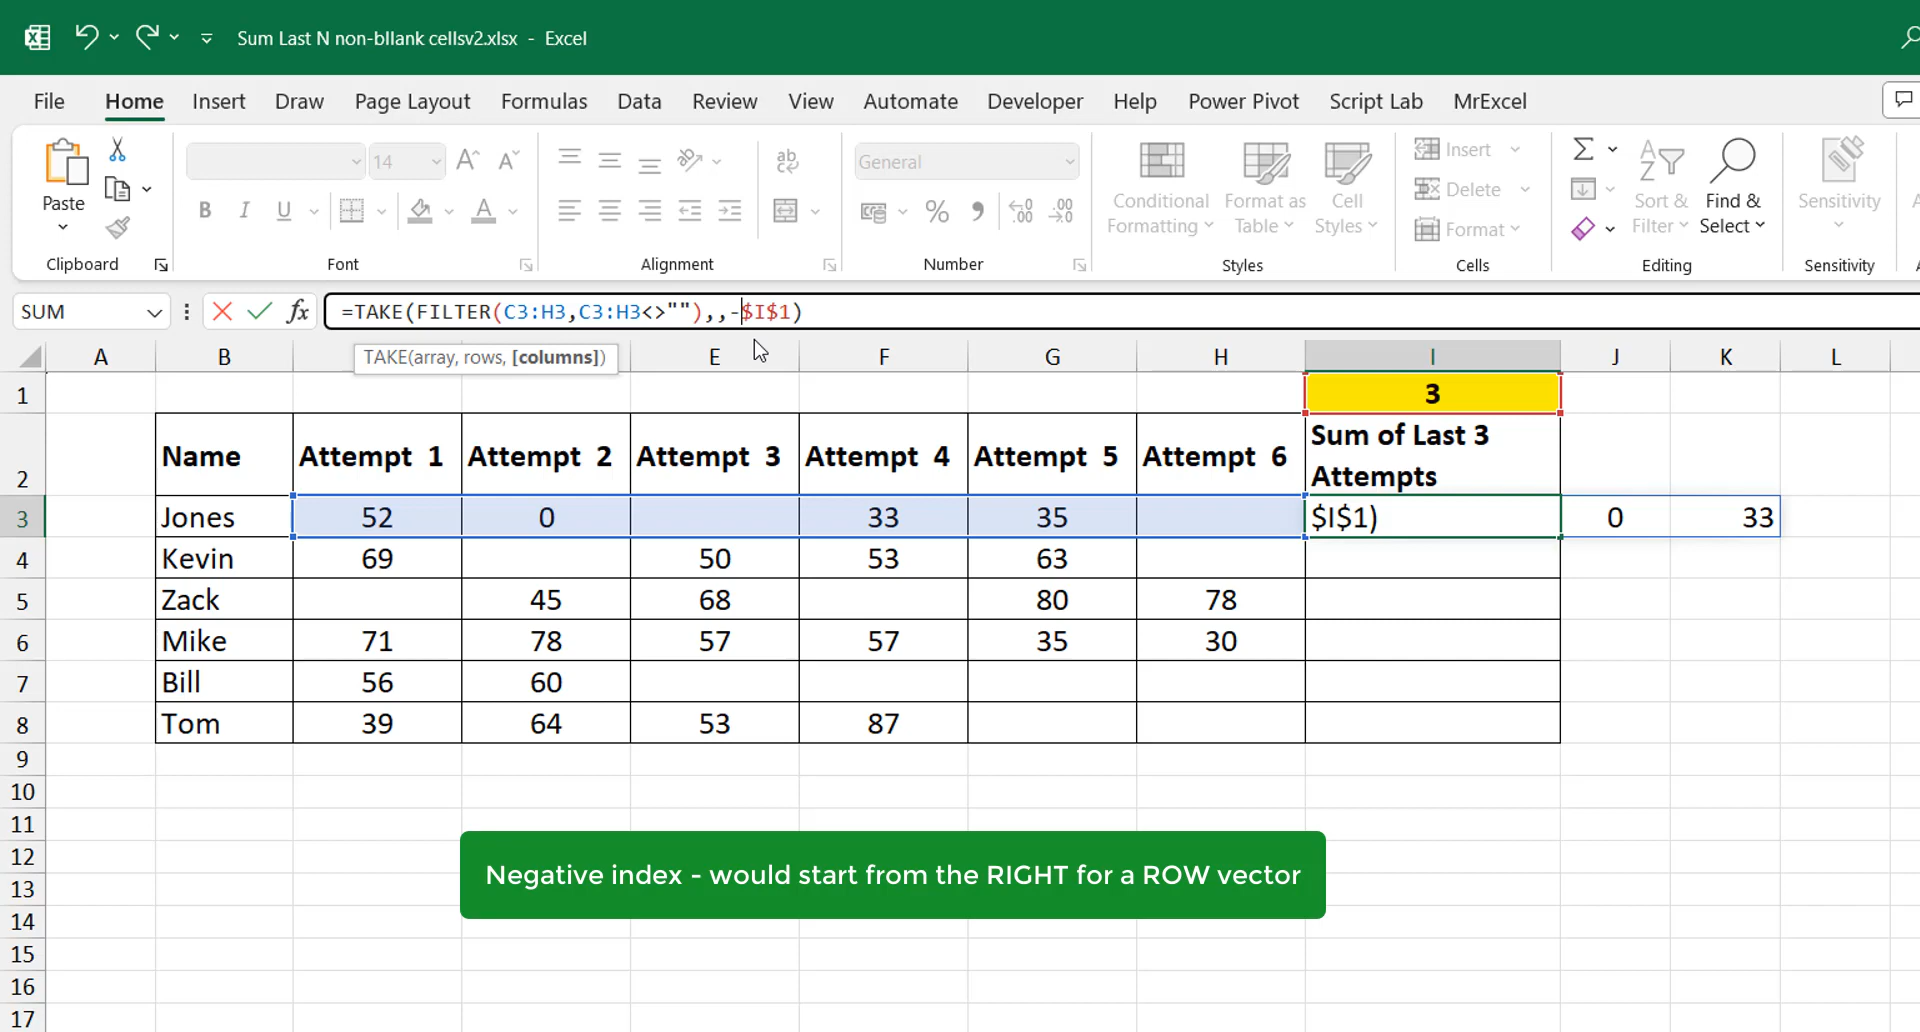 Sum Last N non-bllank cellsv2.xlsx - Excel
File Home Insert Draw Page Layout Formulas Data Review View Automate Developer Help Power Pivot Script Lab MrExcel
Paste
Clipboard
14
B I U
Font
ab
Alignment
General
Number
Conditional Formatting
Format as Table
Cell Styles
Styles
Insert
Delete
Format
Cells
Sort & Filter
Find & Select
Editing
Sensitivity
Sensitivity
SUM
fx
=TAKE(FILTER(C3:H3,C3:H3<>""),,-$I$1)
TAKE(array, rows, [columns])
A B E F G H I J K L
1 3
2 Name Attempt 1 Attempt 2 Attempt 3 Attempt 4 Attempt 5 Attempt 6 Sum of Last 3
Attempts
3 Jones 52 0 33 35 $I$1) 0 33
4 Kevin 69 50 53 63
5 Zack 45 68 80 78
6 Mike 71 78 57 57 35 30
7 Bill 56 60
8 Tom 39 64 53 87
9
10
11
12
13
14
15
16
17
Negative index - would start from the RIGHT for a ROW vector